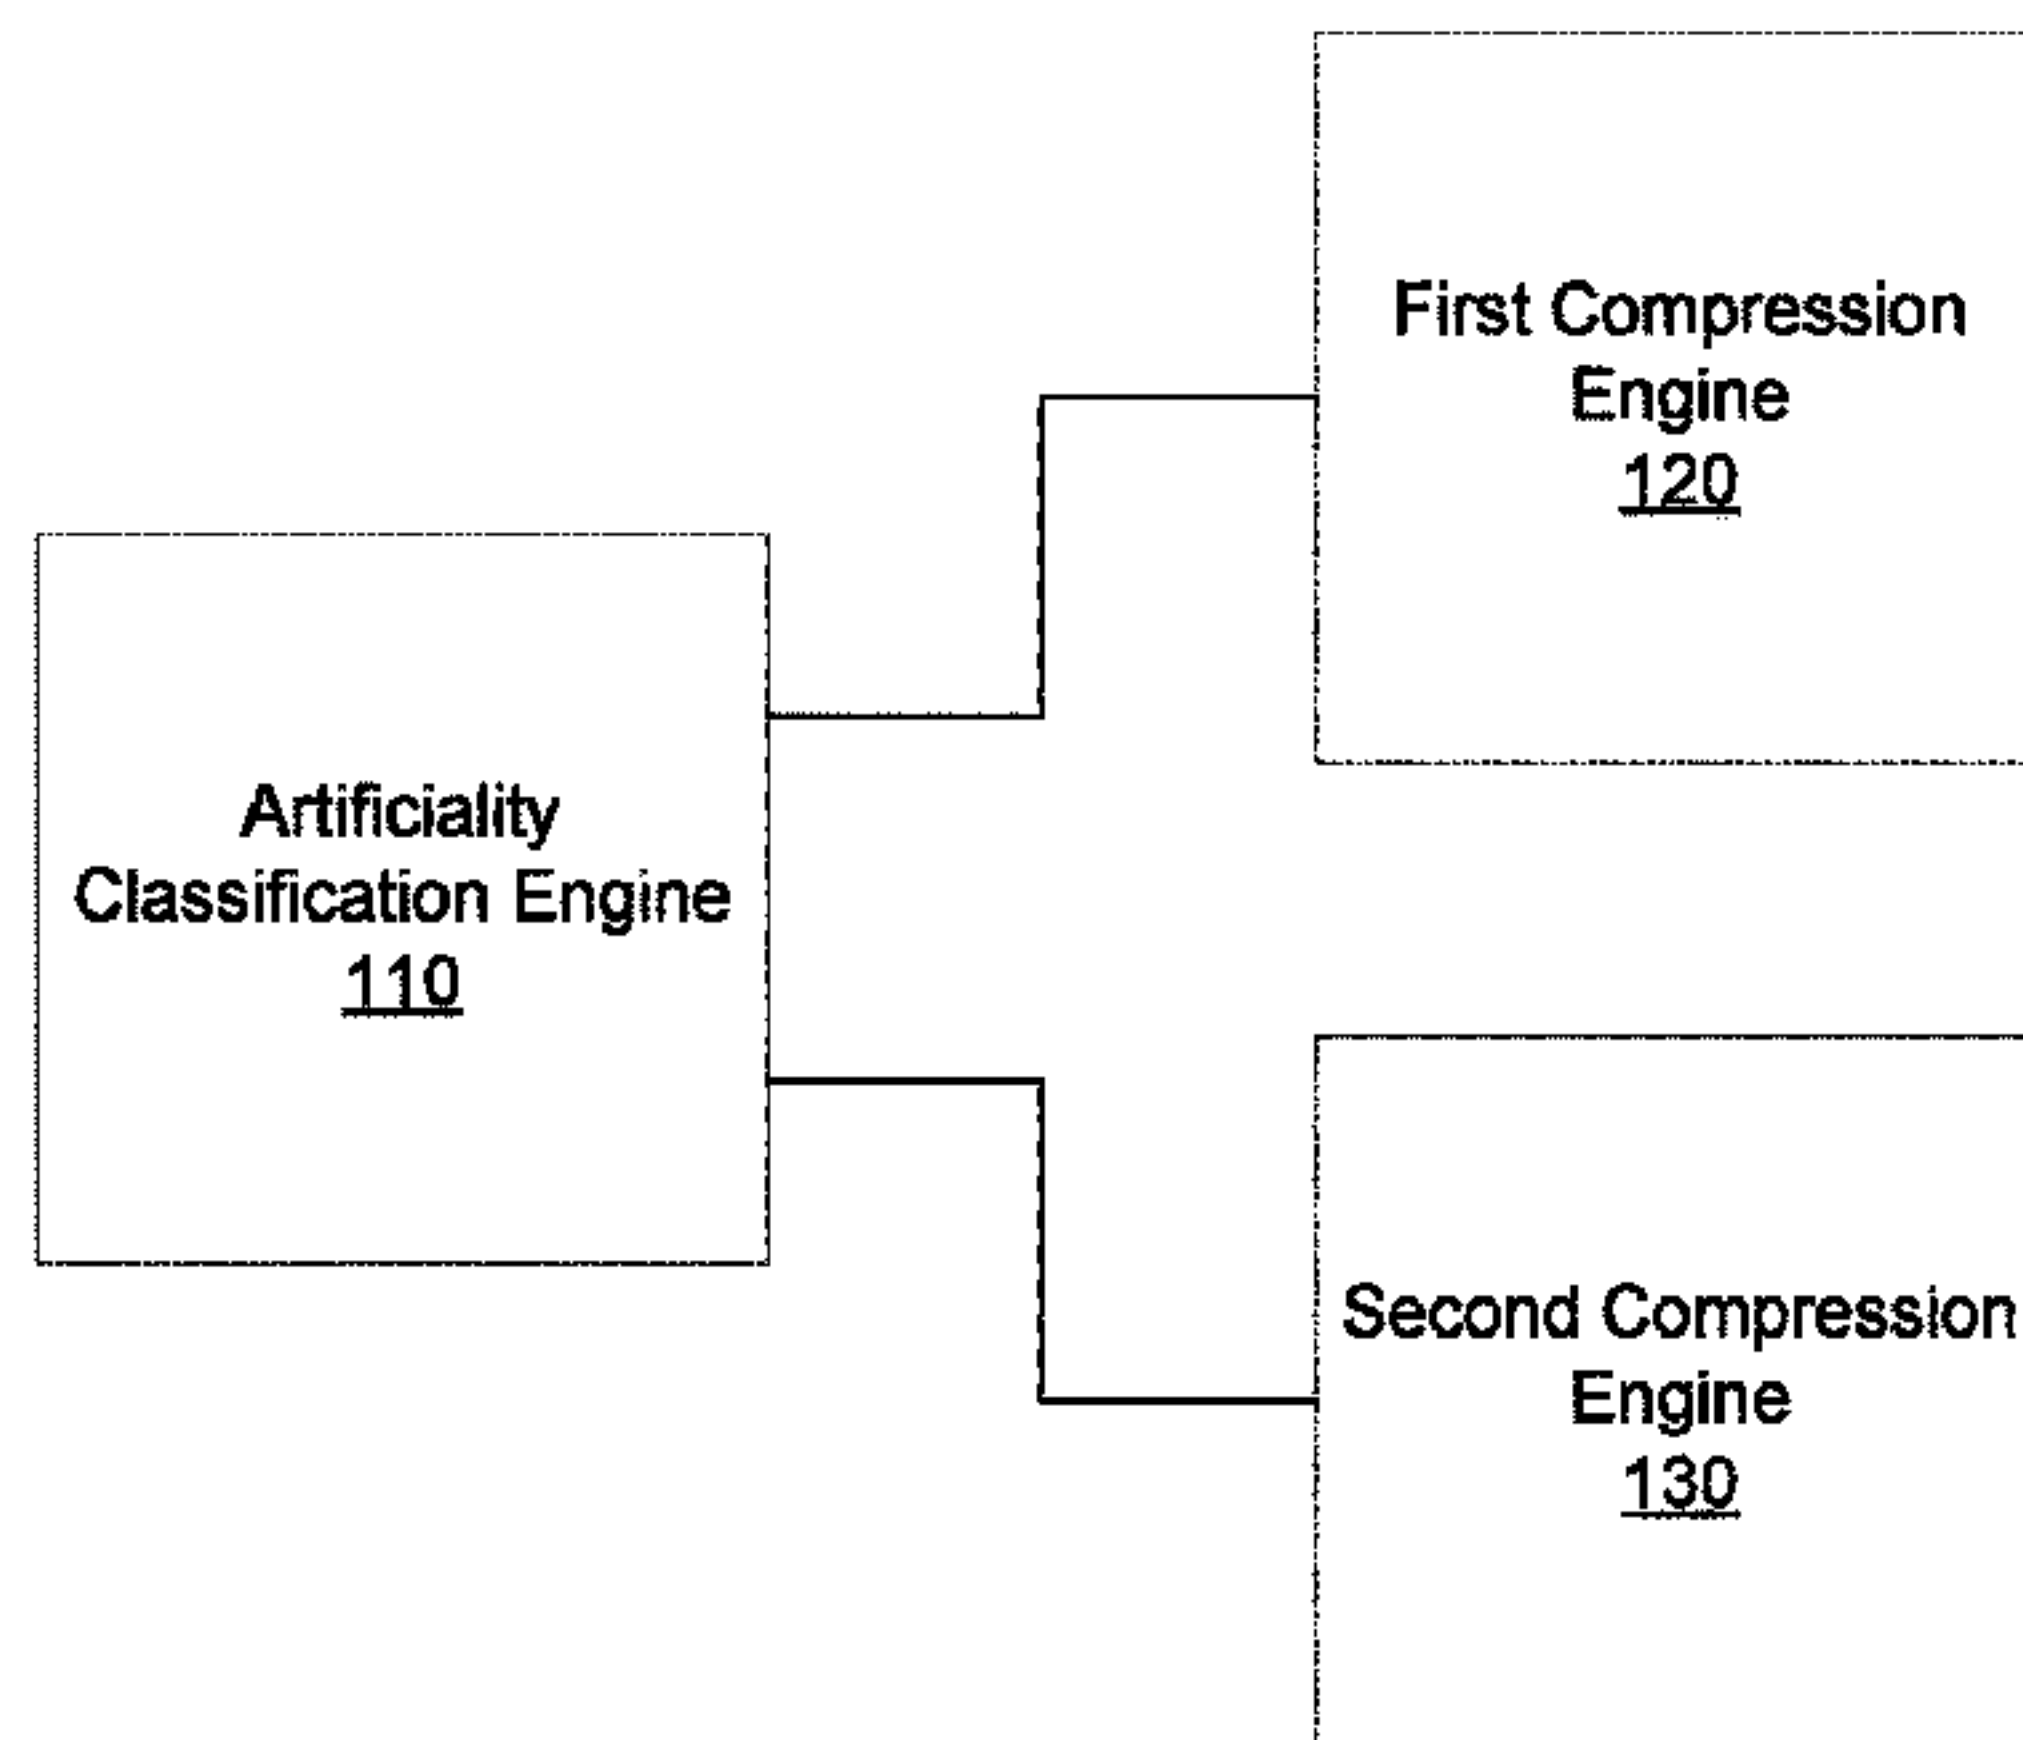 First Compression
Engine
120
Artificiality
Classification Engine
110
Second Compression
Engine
130